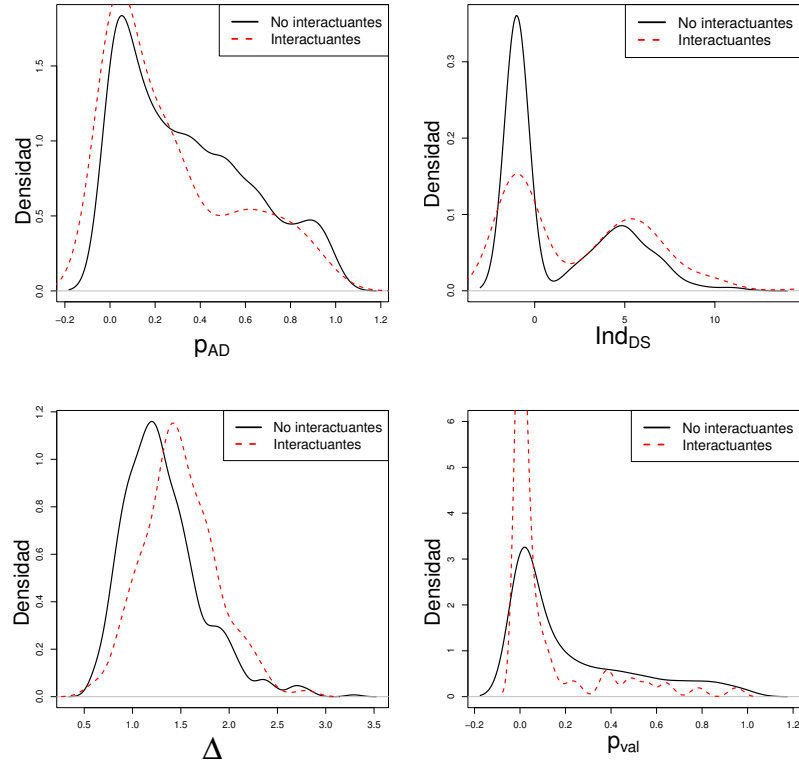 No interactuantes
Interactuantes
Densidad
0.0 0.5 1.0 1.5
−0.2 0.0 0.2 0.4 0.6 0.8 1.0 1.2
pAD
No interactuantes
Interactuantes
Densidad
0.0 0.1 0.2 0.3
0 5 10
IndDS
No interactuantes
Interactuantes
Densidad
0.0 0.2 0.4 0.6 0.8 1.0 1.2
0.5 1.0 1.5 2.0 2.5 3.0 3.5
Δ
No interactuantes
Interactuantes
Densidad
0 1 2 3 4 5 6
−0.2 0.0 0.2 0.4 0.6 0.8 1.0 1.2
pval